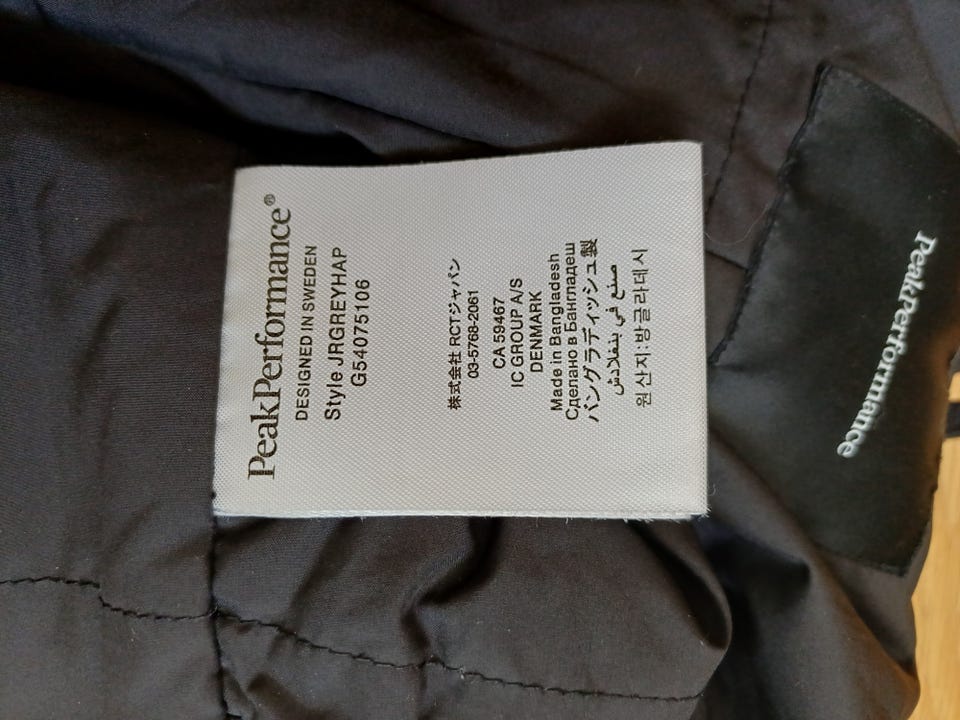 PeakPerformance®
DESIGNED IN SWEDEN
Style JRGREYHAP
G54075106
株式会社 RCTジャパン
03-5768-2061
CA 59467
IC GROUP A/S
DENMARK
Made in Bangladesh
Сделано в Бангладеш
バングラディッシュ製
صنع في بنغلادش
원산지:방글라데시
PeakPerformance